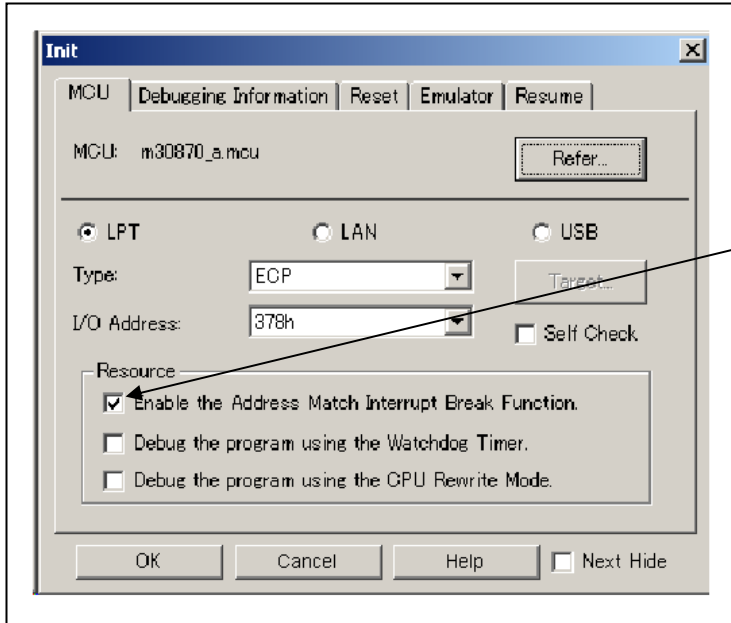 Init
MCU Debugging Information Reset Emulator Resume
MCU: m30870_a.mcu Refer...
LPT LAN USB
Type: ECP Target...
I/O Address: 378h Self Check
Resource
Enable the Address Match Interrupt Break Function.
Debug the program using the Watchdog Timer.
Debug the program using the CPU Rewrite Mode.
OK Cancel Help Next Hide